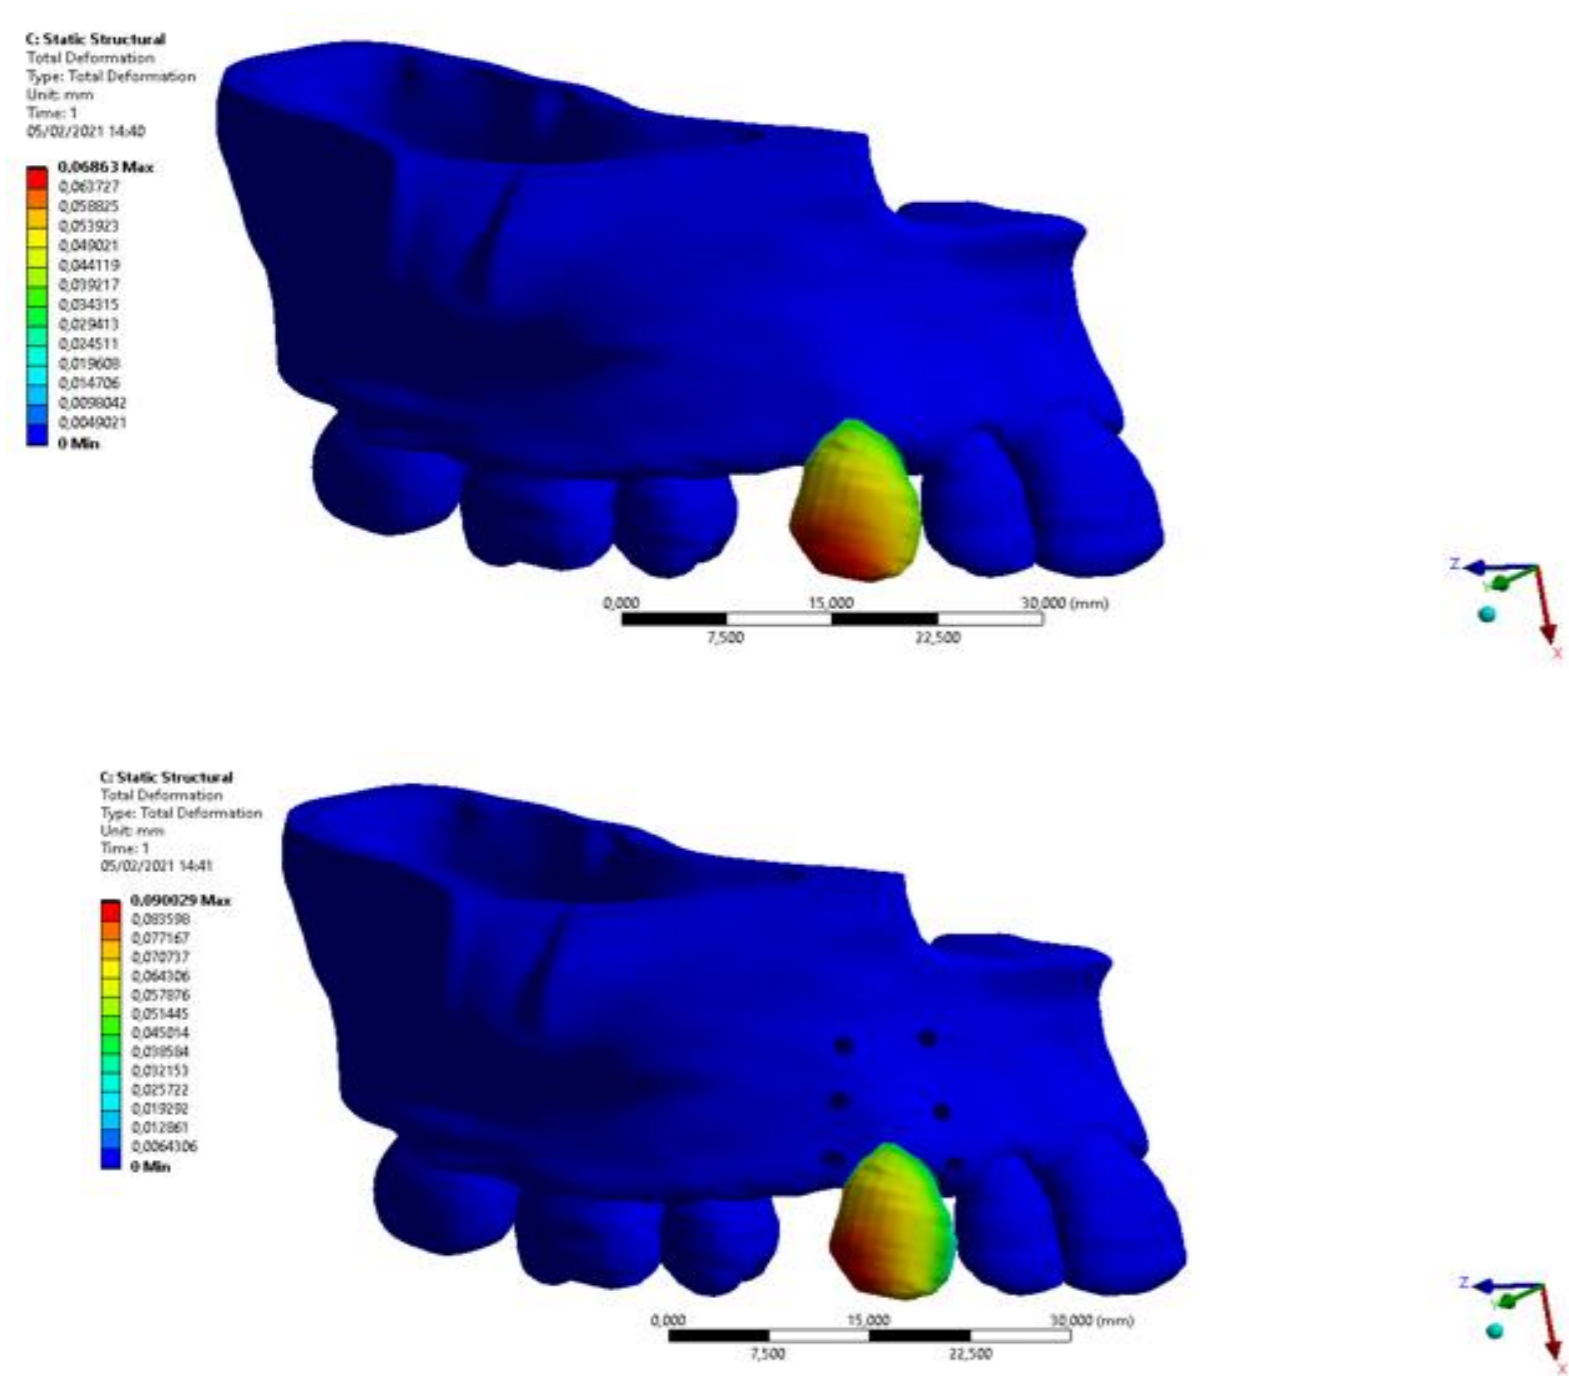 C: Static Structural
Total Deformation
Type: Total Deformation
Unit: mm
Time: 1
05/02/2021 14:40
0,06863 Max
0,063727
0,058825
0,053923
0,049021
0,044119
0,039217
0,034315
0,029413
0,024511
0,019608
0,014706
0,0098042
0,0049021
0 Min
0,000 15,000 30,000 (mm)
7,500 22,500
Z
Y
X
C: Static Structural
Total Deformation
Type: Total Deformation
Unit: mm
Time: 1
05/02/2021 14:41
0,090029 Max
0,083598
0,077167
0,070737
0,064306
0,057876
0,051445
0,045014
0,038584
0,032153
0,025722
0,019292
0,012861
0,0064306
0 Min
0,000 15,000 30,000 (mm)
7,500 22,500
Z
Y
X